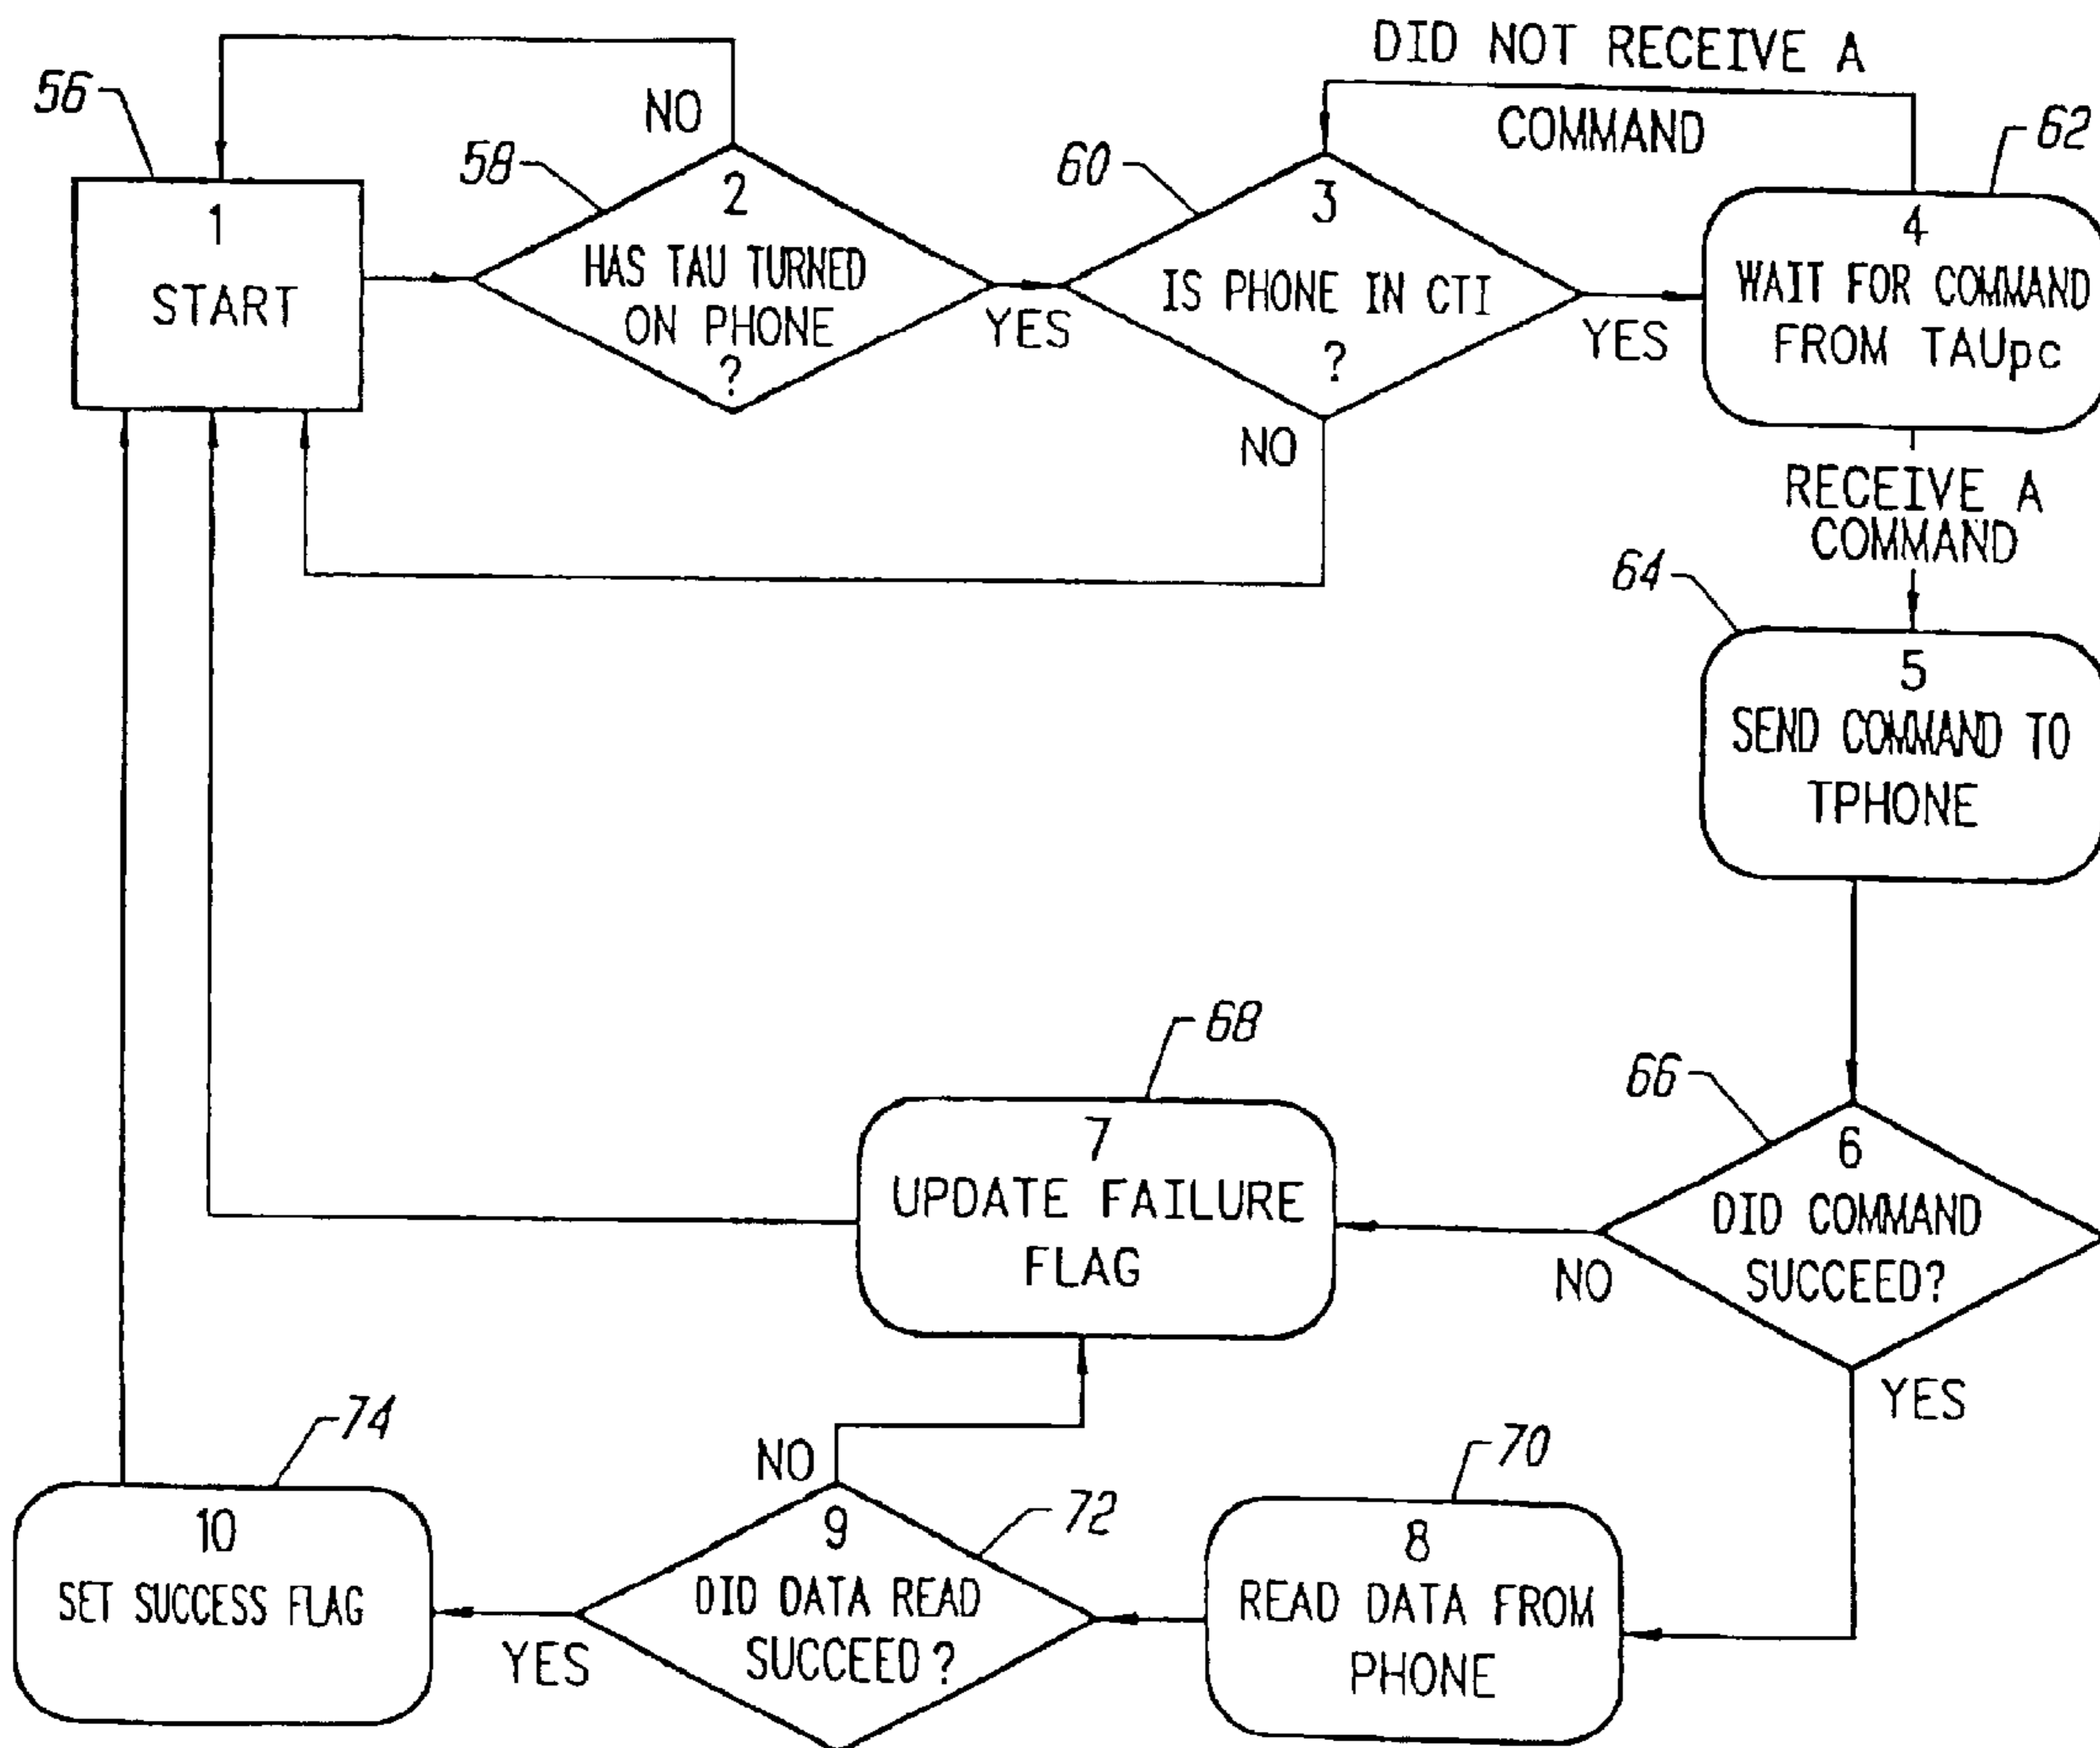 DID NOT RECEIVE A
COMMAND
56
NO
58
60
62
1
START
2
HAS TAU TURNED
ON PHONE
?
YES
3
IS PHONE IN CTI
?
YES
NO
4
WAIT FOR COMMAND
FROM TAUpc
RECEIVE A
COMMAND
64
5
SEND COMMAND TO
TPHONE
66
6
DID COMMAND
SUCCEED?
NO
YES
68
7
UPDATE FAILURE
FLAG
70
8
READ DATA FROM
PHONE
72
NO
9
DID DATA READ
SUCCEED?
YES
74
10
SET SUCCESS FLAG